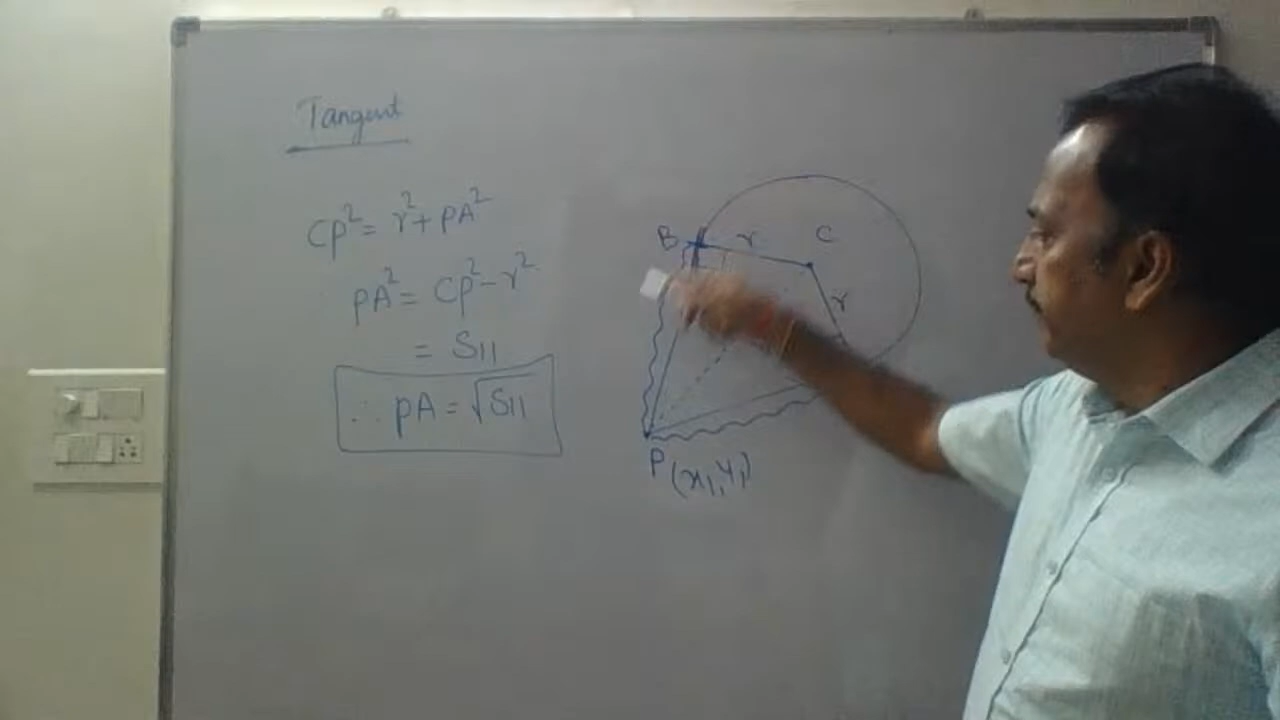 Tangent
CP² = r² + PA²
PA² = CP² - r²
= S11
∴ PA = √S11
B r C
r
P (x1, y1)